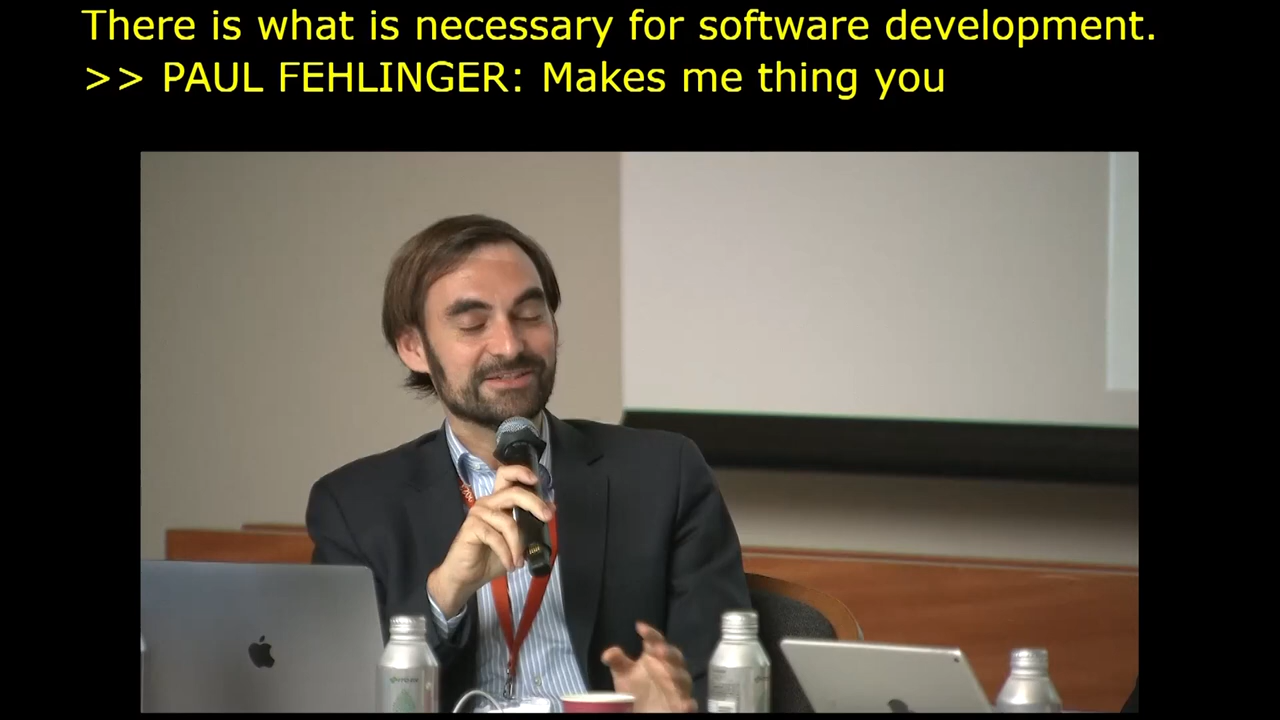 There is what is necessary for software development.
>> PAUL FEHLINGER: Makes me thing you